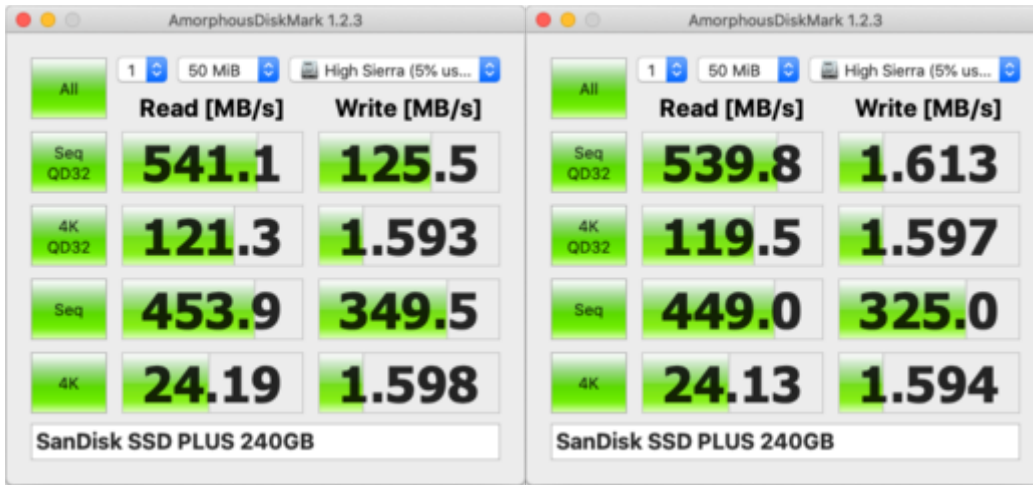 AmorphousDiskMark 1.2.3
All
1 50 MiB High Sierra (5% us...
Read [MB/s] Write [MB/s]
Seq QD32 541.1 125.5
4K QD32 121.3 1.593
Seq 453.9 349.5
4K 24.19 1.598
SanDisk SSD PLUS 240GB
AmorphousDiskMark 1.2.3
All
1 50 MiB High Sierra (5% us...
Read [MB/s] Write [MB/s]
Seq QD32 539.8 1.613
4K QD32 119.5 1.597
Seq 449.0 325.0
4K 24.13 1.594
SanDisk SSD PLUS 240GB